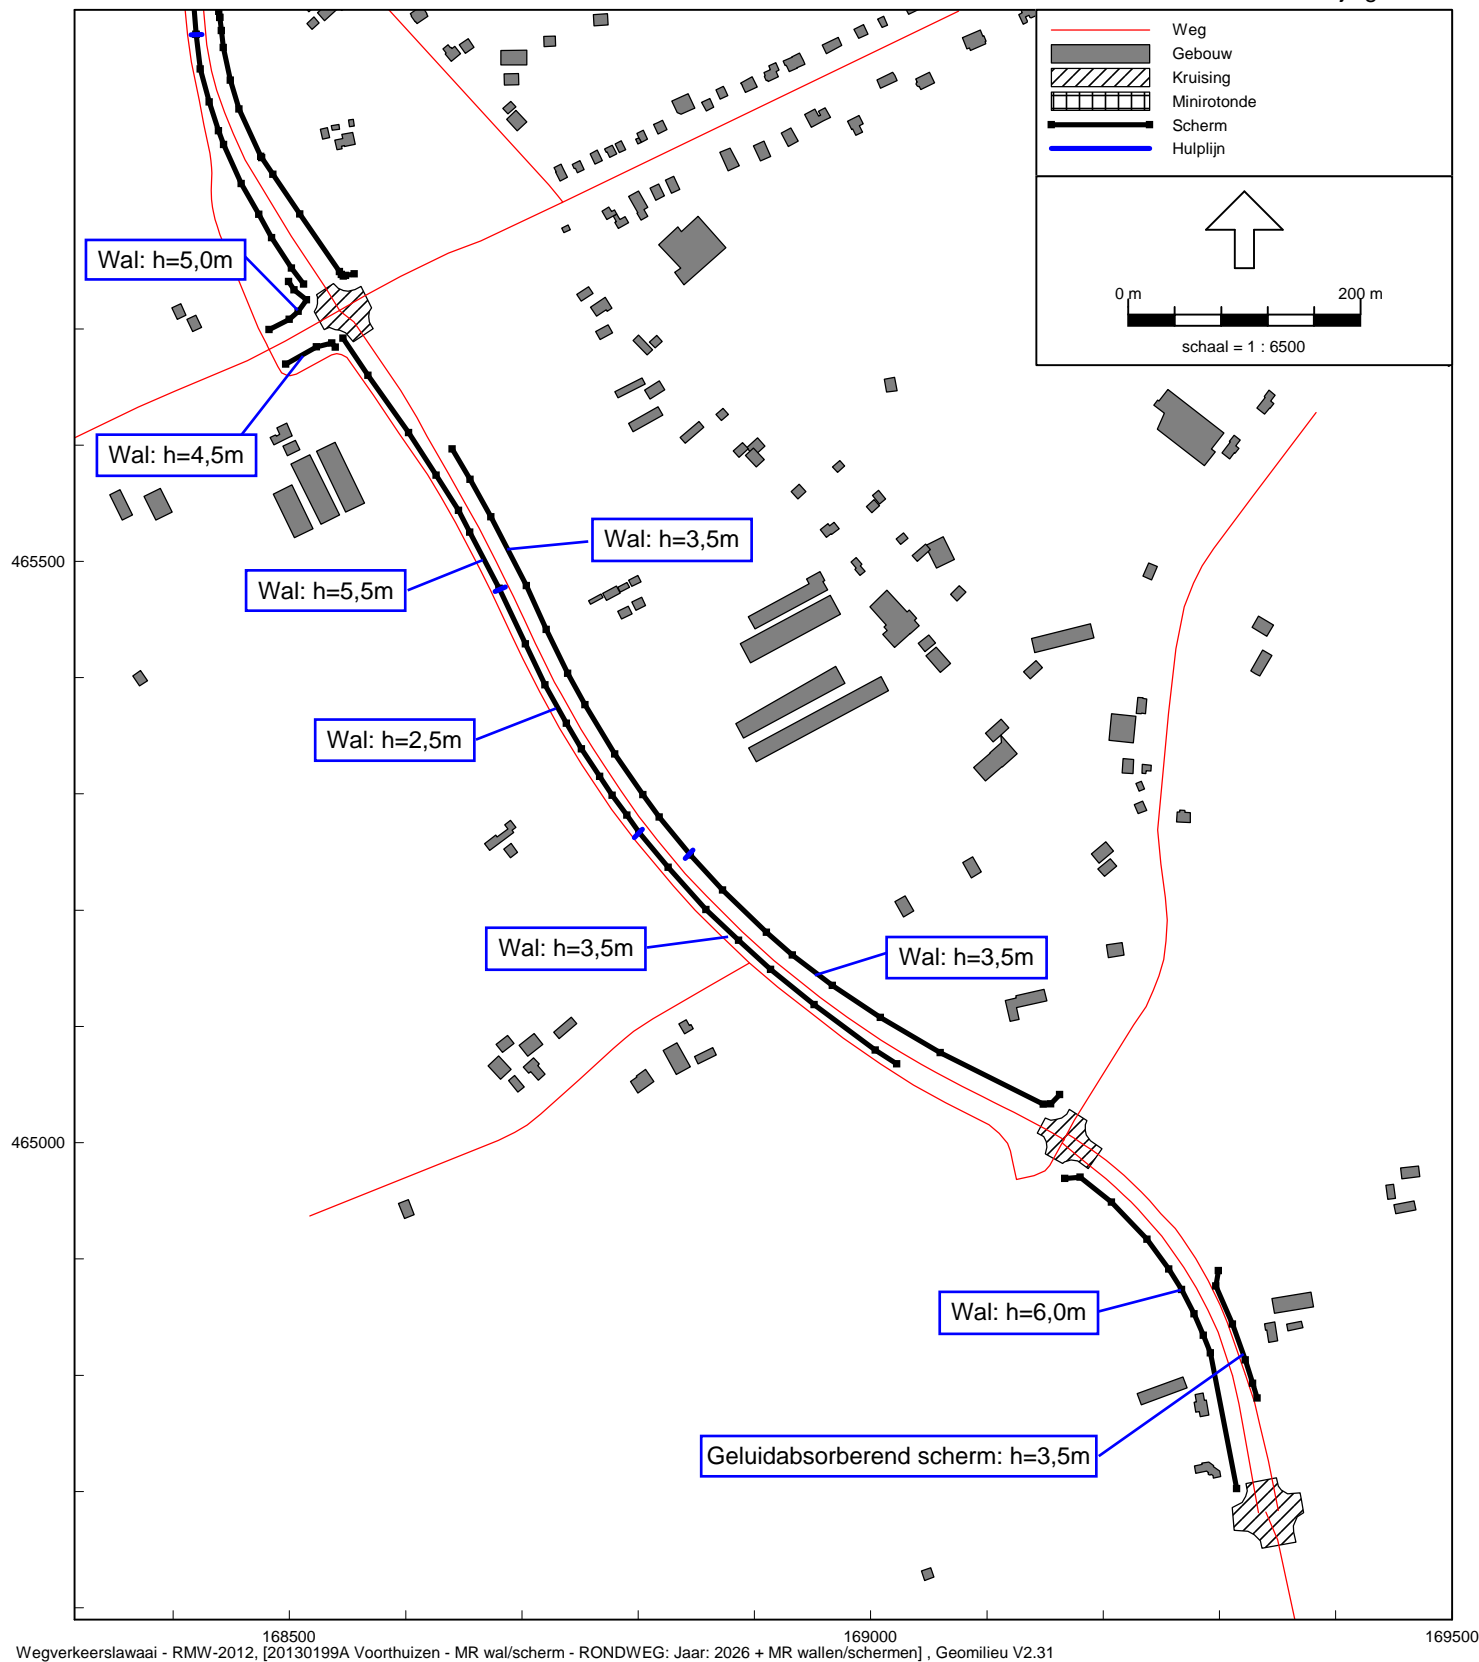 Weg
Gebouw
Kruising
Minirotonde
Scherm
Hulplijn
0 m
200 m
schaal = 1 : 6500
Wal: h=5,0m
Wal: h=4,5m
Wal: h=3,5m
465500
Wal: h=5,5m
Wal: h=2,5m
Wal: h=3,5m
Wal: h=3,5m
465000
Wal: h=6,0m
Geluidabsorberend scherm: h=3,5m
168500
169000
169500
Wegverkeerslawaai - RMW-2012, [20130199A Voorthuizen - MR wal/scherm - RONDWEG: Jaar: 2026 + MR wallen/schermen] , Geomilieu V2.31